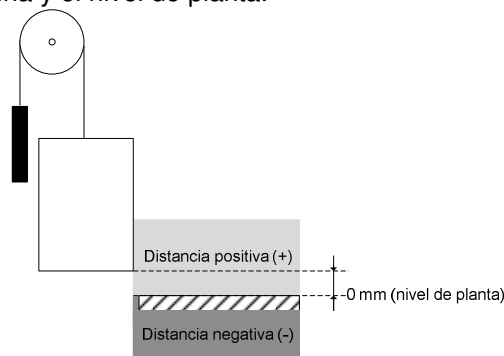 na y el nivel de planta.
Distancia positiva (+)
0 mm (nivel de planta)
Distancia negativa (-)